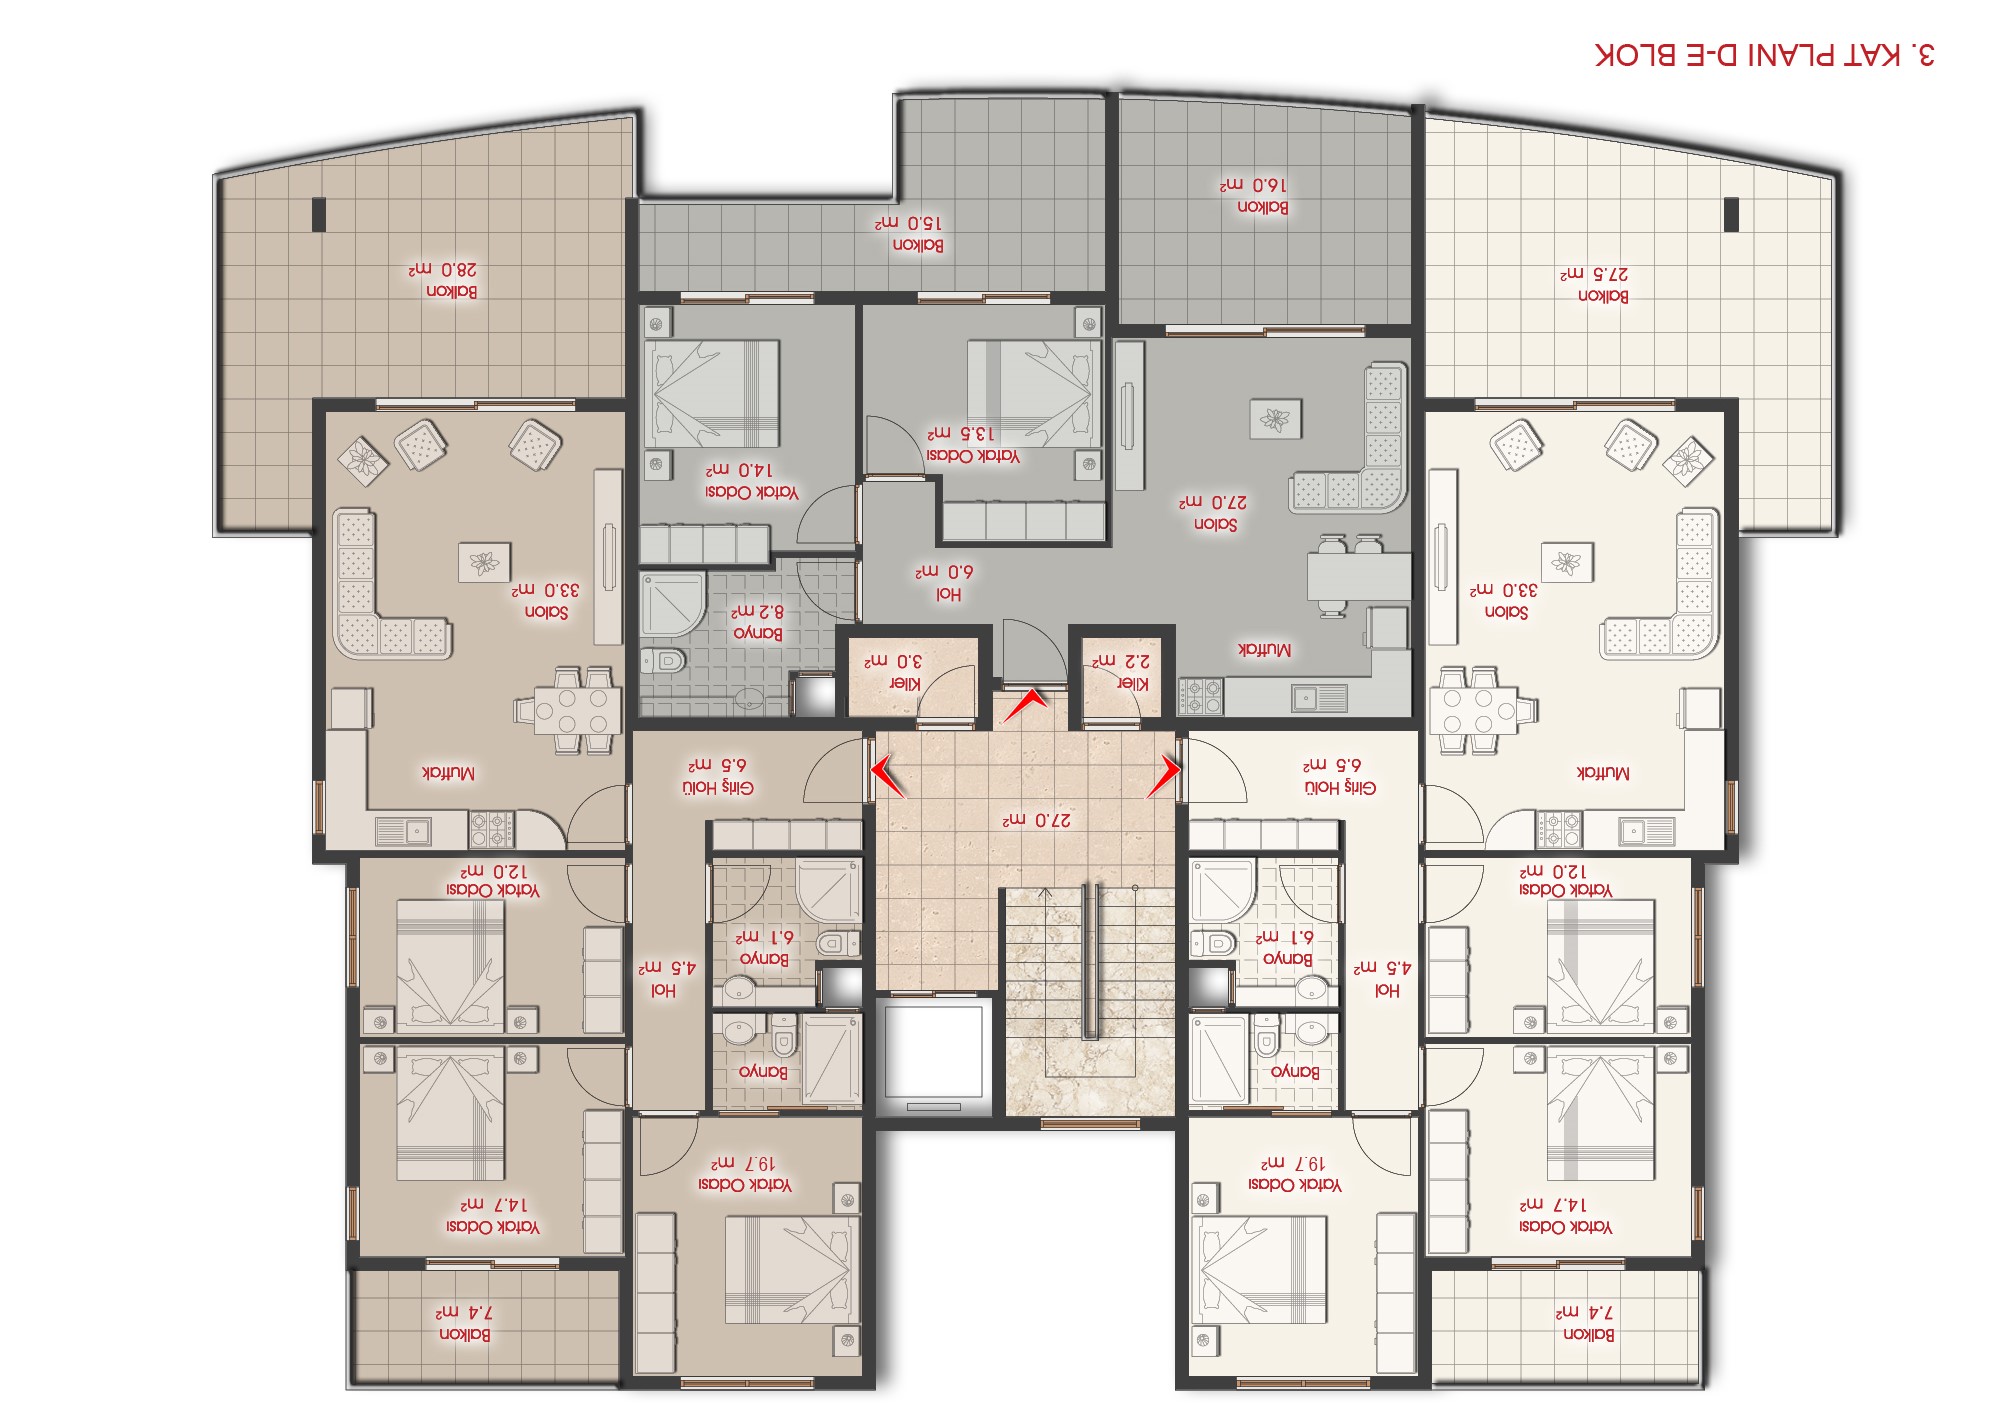 Balkon
7.4 m²
Balkon
7.4 m²
Yatak Odası
14.7 m²
Yatak Odası
19.7 m²
Yatak Odası
19.7 m²
Yatak Odası
14.7 m²
Banyo
Banyo
Hol
4.5 m²
Banyo
6.1 m²
Banyo
6.1 m²
Hol
4.5 m²
Yatak Odası
12.0 m²
Yatak Odası
12.0 m²
27.0 m²
Giriş Holü
6.5 m²
Giriş Holü
6.5 m²
Mutfak
Mutfak
Kiler
2.2 m²
Kiler
3.0 m²
Mutfak
Salon
33.0 m²
Banyo
8.2 m²
Salon
33.0 m²
Hol
6.0 m²
Salon
27.0 m²
Yatak Odası
13.5 m²
Yatak Odası
14.0 m²
Balkon
27.5 m²
Balkon
28.0 m²
Balkon
15.0 m²
Balkon
16.0 m²
3. KAT PLANI D-E BLOK